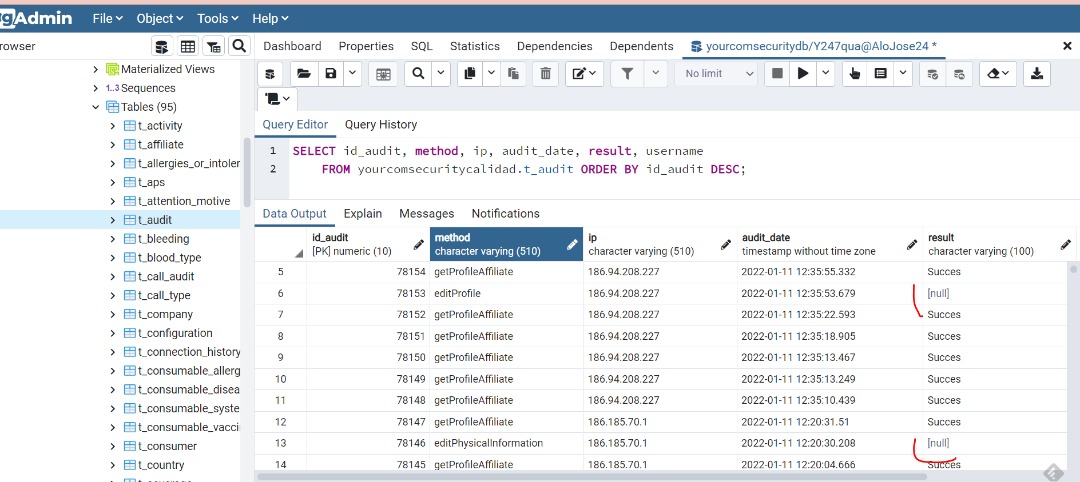 gAdmin File Object Tools Help
rowser Dashboard Properties SQL Statistics Dependencies Dependents yourcomsecuritydb/Y247qua@AloJose24 * ×
No limit
Materialized Views
1..3 Sequences
Tables (95)
t_activity
t_affiliate
t_allergies_or_intoler
t_aps
t_attention_motive
t_audit
t_bleeding
t_blood_type
t_call_audit
t_call_type
t_company
t_configuration
t_connection_history
t_consumable_allerg
t_consumable_disea
t_consumable_syste
t_consumable_vacci
t_consumer
t_country
Query Editor Query History
1 SELECT id_audit, method, ip, audit_date, result, username
2 FROM yourcomsecuritycalidad.t_audit ORDER BY id_audit DESC;
Data Output Explain Messages Notifications
id_audit method ip audit_date result
[PK] numeric (10) character varying (510) character varying (510) timestamp without time zone character varying (100)
5 78154 getProfileAffiliate 186.94.208.227 2022-01-11 12:35:55.332 Succes
6 78153 editProfile 186.94.208.227 2022-01-11 12:35:53.679 [null]
7 78152 getProfileAffiliate 186.94.208.227 2022-01-11 12:35:22.593 Succes
8 78151 getProfileAffiliate 186.94.208.227 2022-01-11 12:35:18.905 Succes
9 78150 getProfileAffiliate 186.94.208.227 2022-01-11 12:35:13.467 Succes
10 78149 getProfileAffiliate 186.94.208.227 2022-01-11 12:35:13.249 Succes
11 78148 getProfileAffiliate 186.94.208.227 2022-01-11 12:35:10.439 Succes
12 78147 getProfileAffiliate 186.185.70.1 2022-01-11 12:20:31.51 Succes
13 78146 editPhysicalInformation 186.185.70.1 2022-01-11 12:20:30.208 [null]
14 78145 getProfileAffiliate 186.185.70.1 2022-01-11 12:20:04.666 Succes